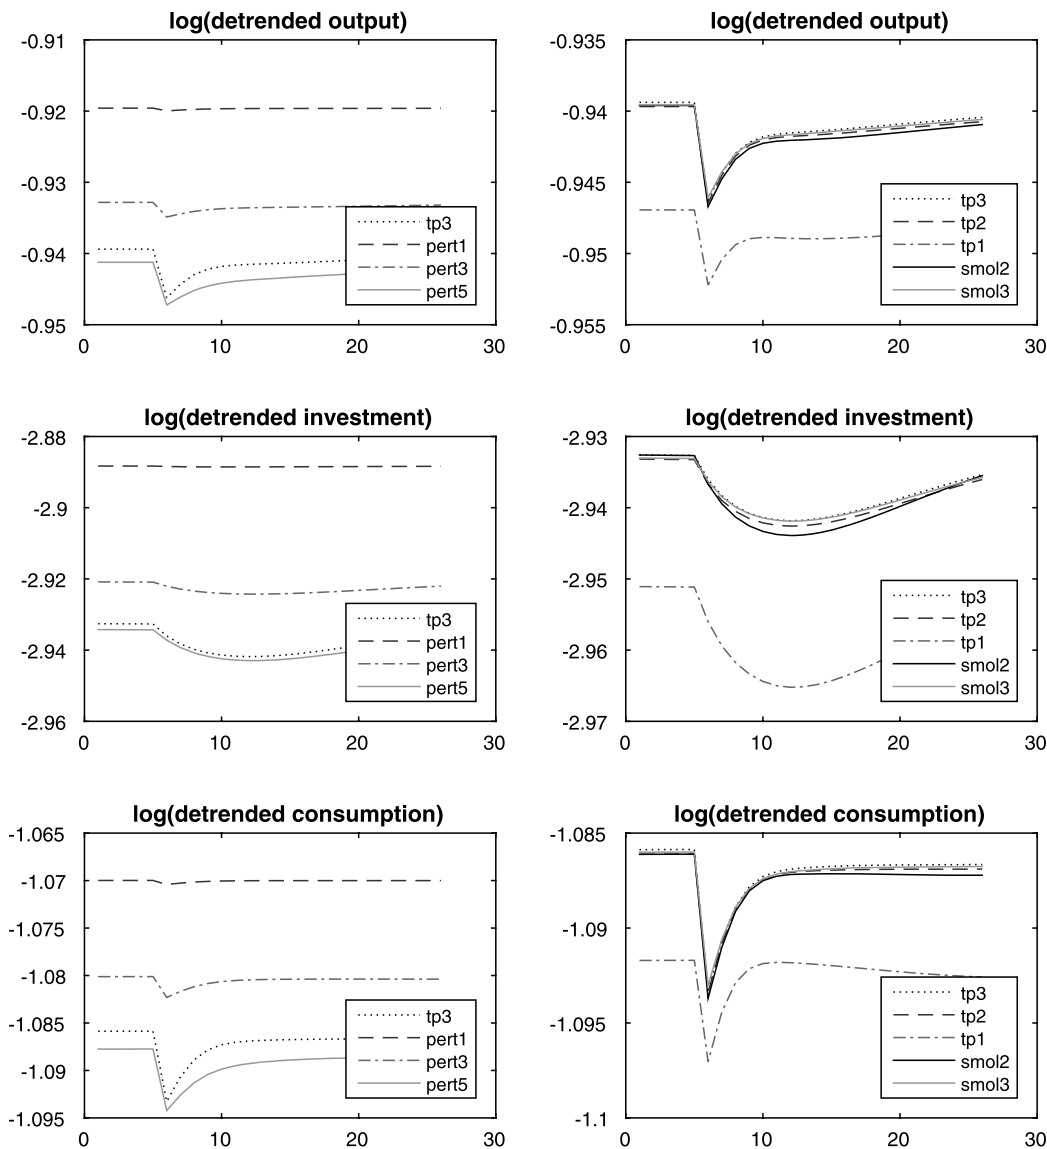 log(detrended output)
-0.91
-0.92
-0.93
-0.94
-0.95
0
10
20
30
tp3
pert1
pert3
pert5
log(detrended output)
-0.935
-0.94
-0.945
-0.95
-0.955
0
10
20
30
tp3
tp2
tp1
smol2
smol3
log(detrended investment)
-2.88
-2.9
-2.92
-2.94
-2.96
0
10
20
30
tp3
pert1
pert3
pert5
log(detrended investment)
-2.93
-2.94
-2.95
-2.96
-2.97
0
10
20
30
tp3
tp2
tp1
smol2
smol3
log(detrended consumption)
-1.065
-1.07
-1.075
-1.08
-1.085
-1.09
-1.095
0
10
20
30
tp3
pert1
pert3
pert5
log(detrended consumption)
-1.085
-1.09
-1.095
-1.1
0
10
20
30
tp3
tp2
tp1
smol2
smol3